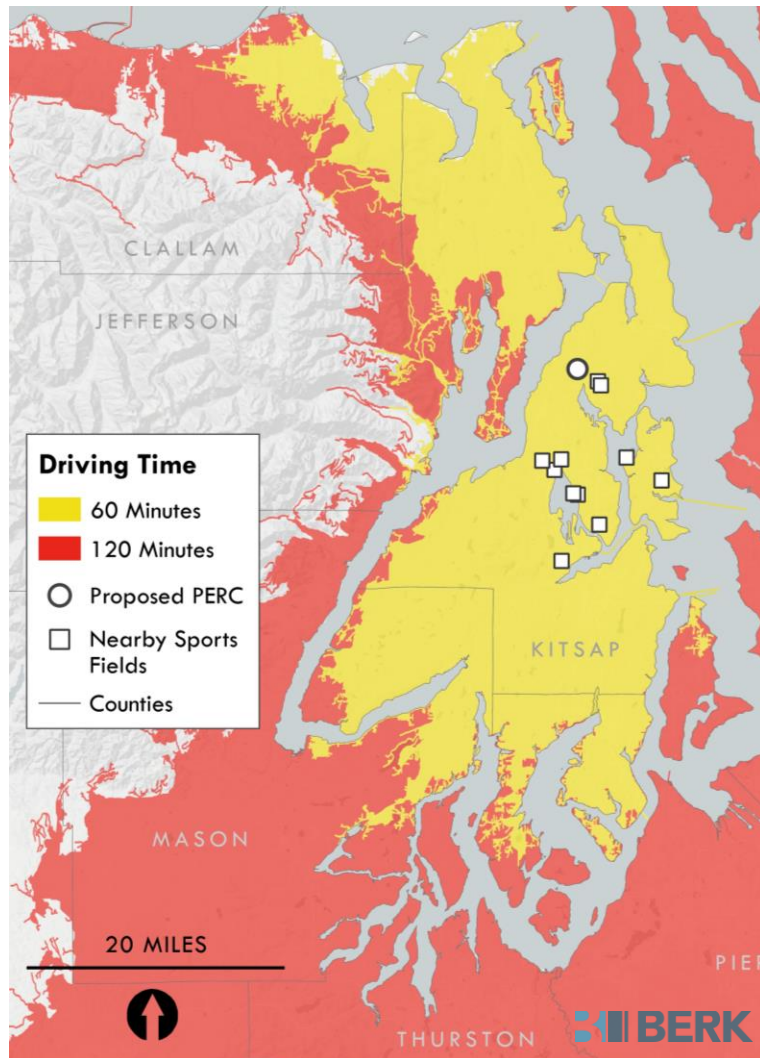 CLALLAM
JEFFERSON
Driving Time
60 Minutes
120 Minutes
Proposed PERC
Nearby Sports
Fields
Counties
KITSAP
MASON
20 MILES
PIER
THURSTON
BERK